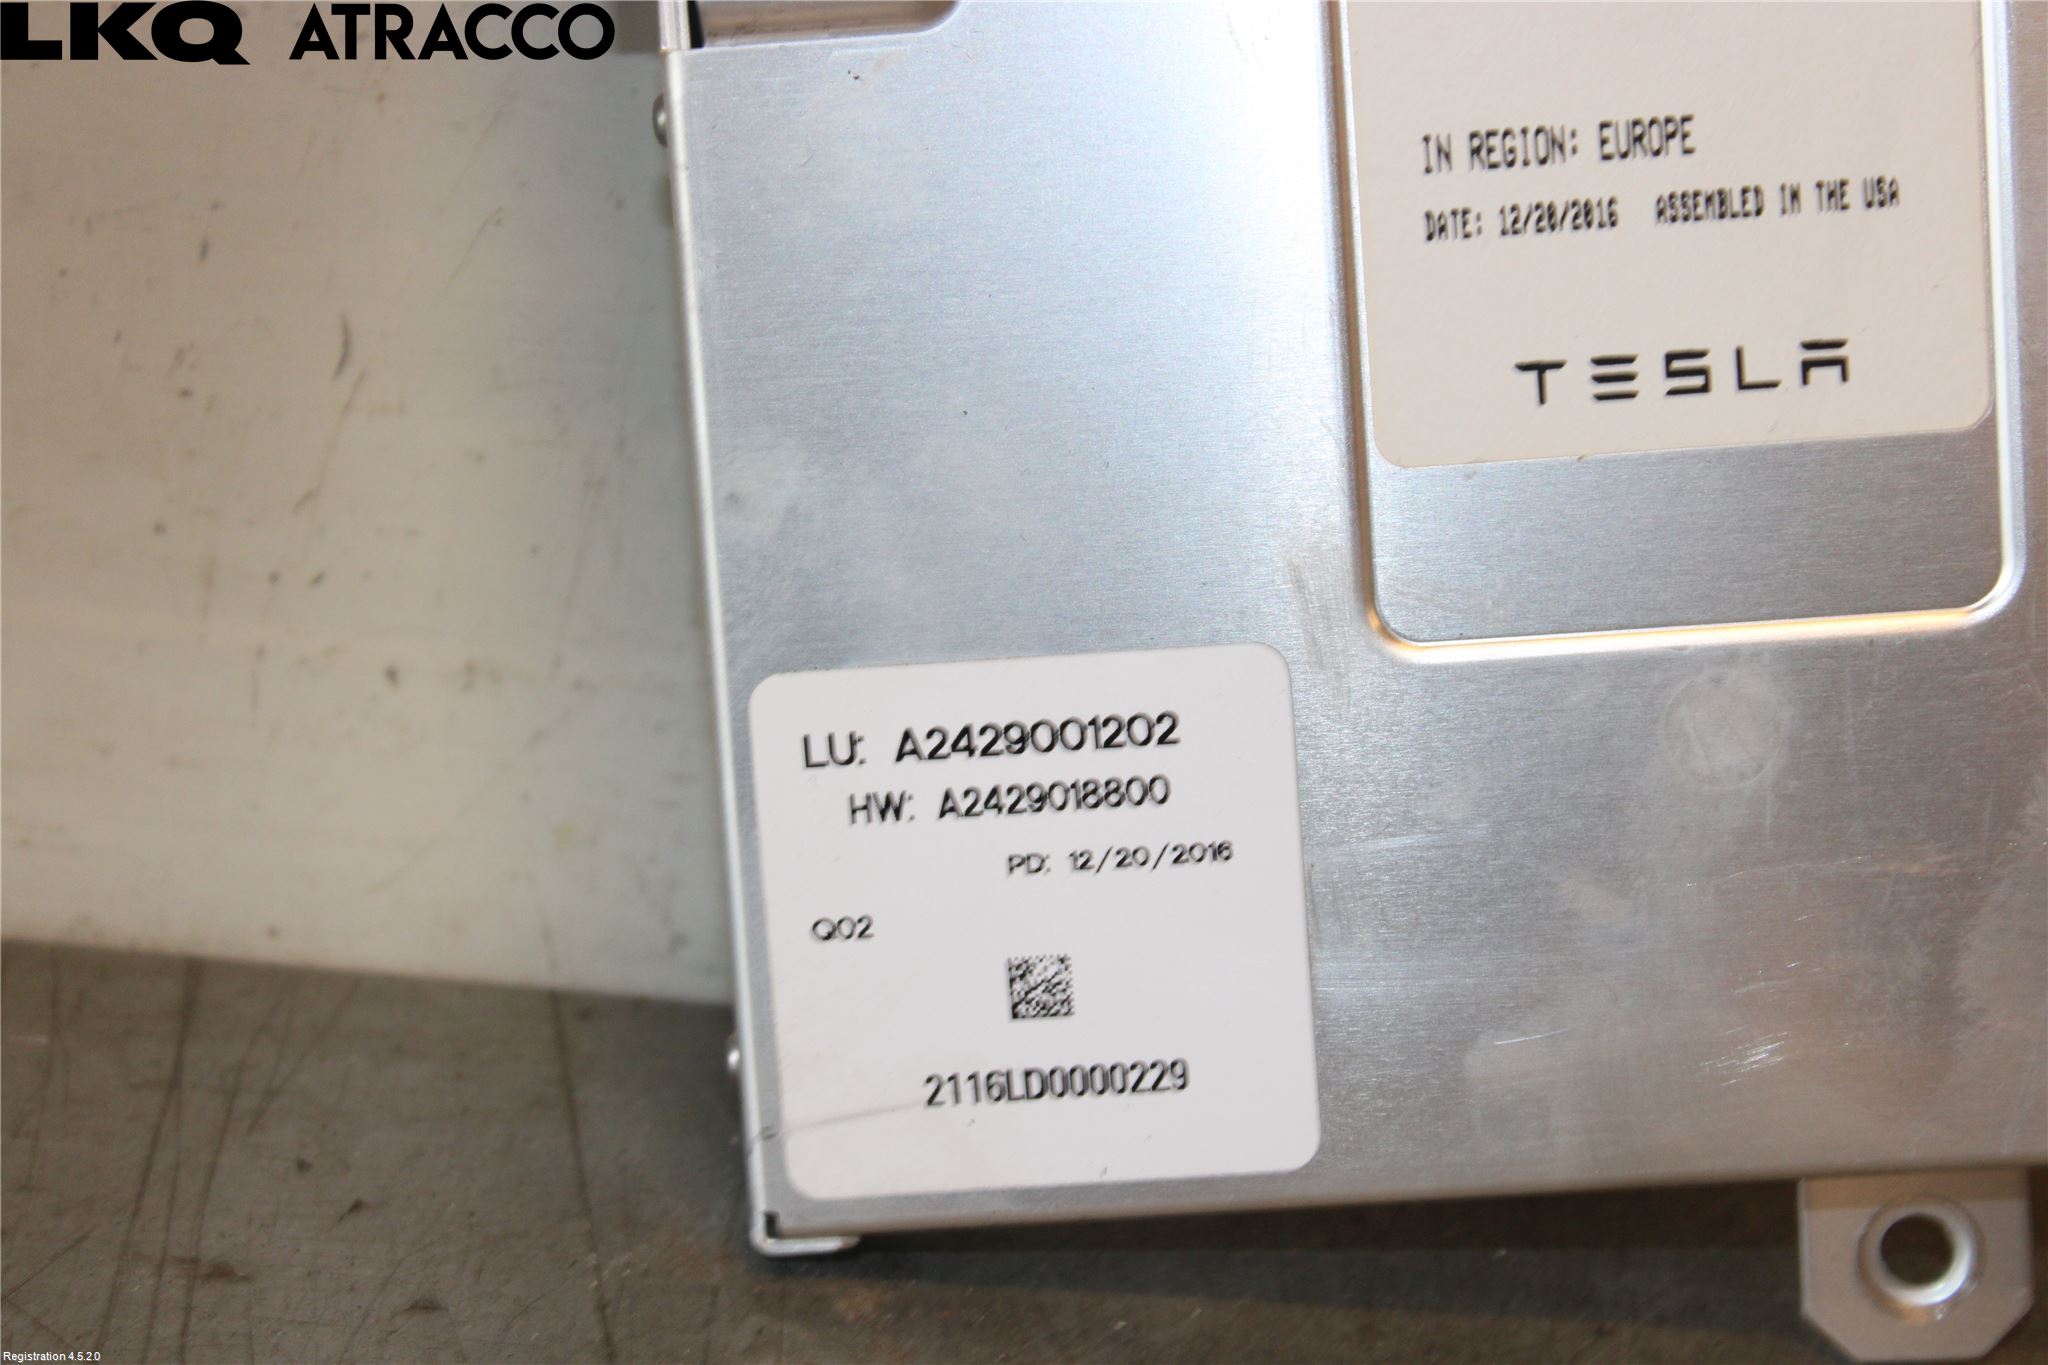 LKQ ATRACCO
IN REGION: EUROPE
DATE: 12/20/2016 ASSEMBLED IN THE USA
TESLA
LU: A2429001202
HW: A2429018800
PD: 12/20/2016
Q02
2116LD0000229
Registration 4.5.2.0